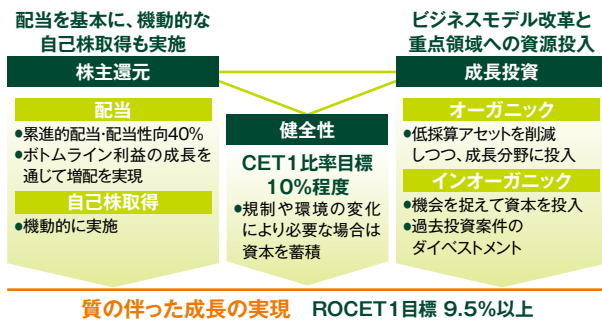 配当を基本に、機動的な
自己株取得も実施
株主還元
配当
●累進的配当・配当性向40%
●ボトムライン利益の成長を
通じて増配を実現
自己株取得
●機動的に実施
健全性
CET1比率目標
10%程度
●規制や環境の変化
により必要な場合は
資本を蓄積
ビジネスモデル改革と
重点領域への資源投入
成長投資
オーガニック
●低採算アセットを削減
しつつ、成長分野に投入
インオーガニック
●機会を捉えて資本を投入
●過去投資案件の
ダイベストメント
質の伴った成長の実現 ROCET1目標 9.5%以上